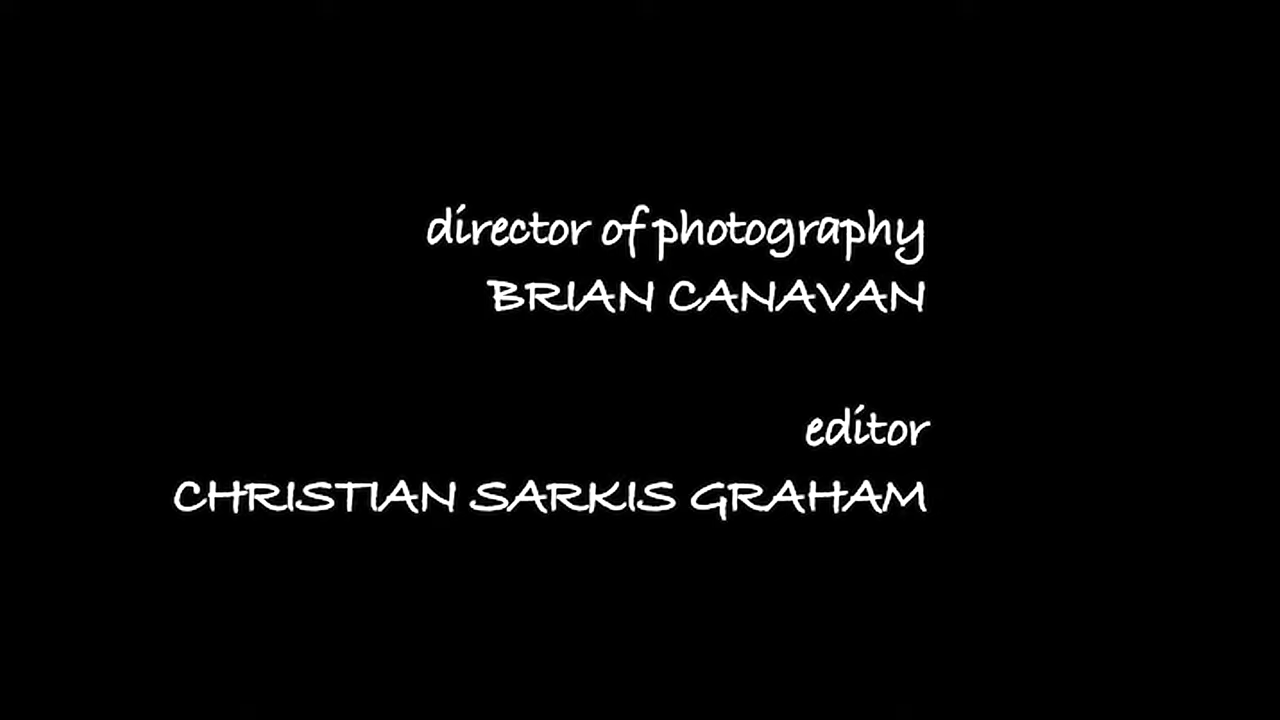 director of photography
BRIAN CANAVAN
editor
CHRISTIAN SARKIS GRAHAM